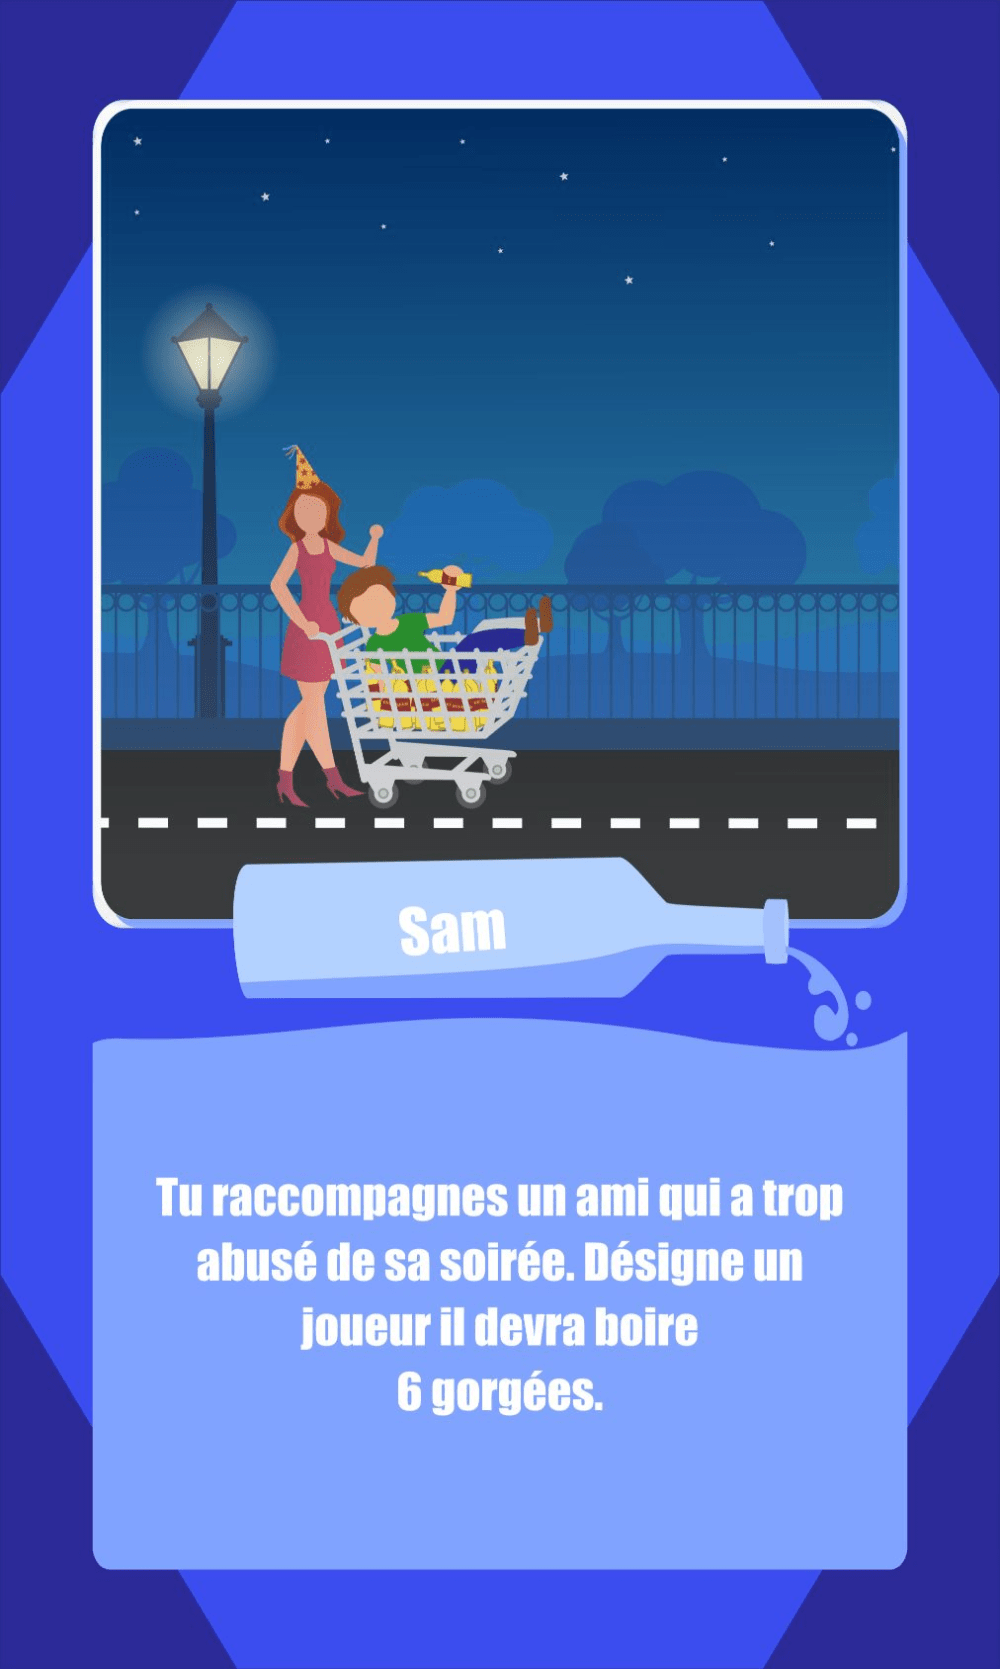 Sam
Tu raccompagnes un ami qui a trop
abusé de sa soirée. Désigne un
joueur il devra boire
6 gorgées.